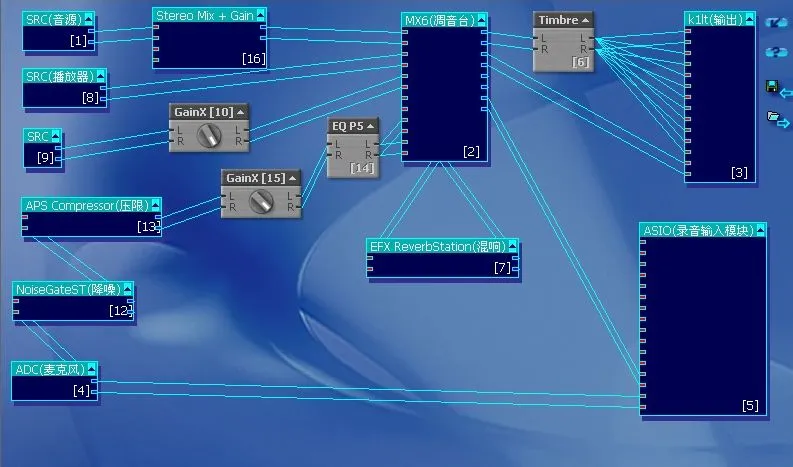 SRC(音源)
[1]
Stereo Mix + Gain
[16]
MX6(调音台)
[2]
Timbre
L L
R R
[6]
k1lt(输出)
[3]
SRC(播放器)
[8]
GainX [10]
L L
R R
SRC
[9]
EQ P5
L L
R R
[14]
GainX [15]
L L
R R
APS Compressor(压限)
[13]
EFX ReverbStation(混响)
[7]
ASIO(录音输入模块)
[5]
NoiseGateST(降噪)
[12]
ADC(麦克风)
[4]